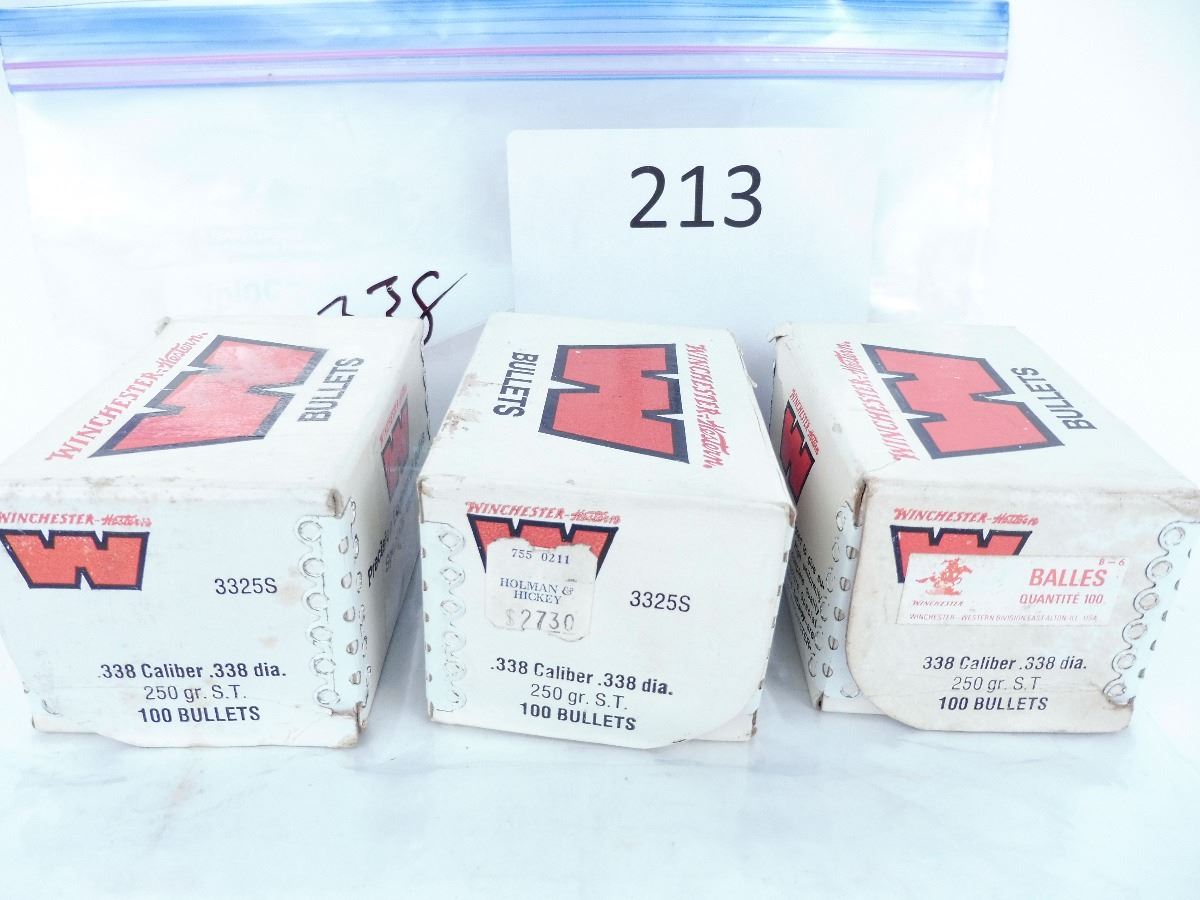 213
338
WINCHESTER-Western
W
BULLETS
WINCHESTER-Western
W
3325S
.338 Caliber .338 dia.
250 gr. S.T.
100 BULLETS
WINCHESTER-Western
W
BULLETS
WINCHESTER-Western
W
755 0211
HOLMAN &
HICKEY
$2730
3325S
.338 Caliber .338 dia.
250 gr. S.T.
100 BULLETS
WINCHESTER-Western
W
BULLETS
WINCHESTER-Western
W
B-6
BALLES
QUANTITÉ 100
WINCHESTER
WINCHESTER-WESTERN DIVISION EAST ALTON, ILL. USA
338 Caliber .338 dia.
250 gr. S.T.
100 BULLETS